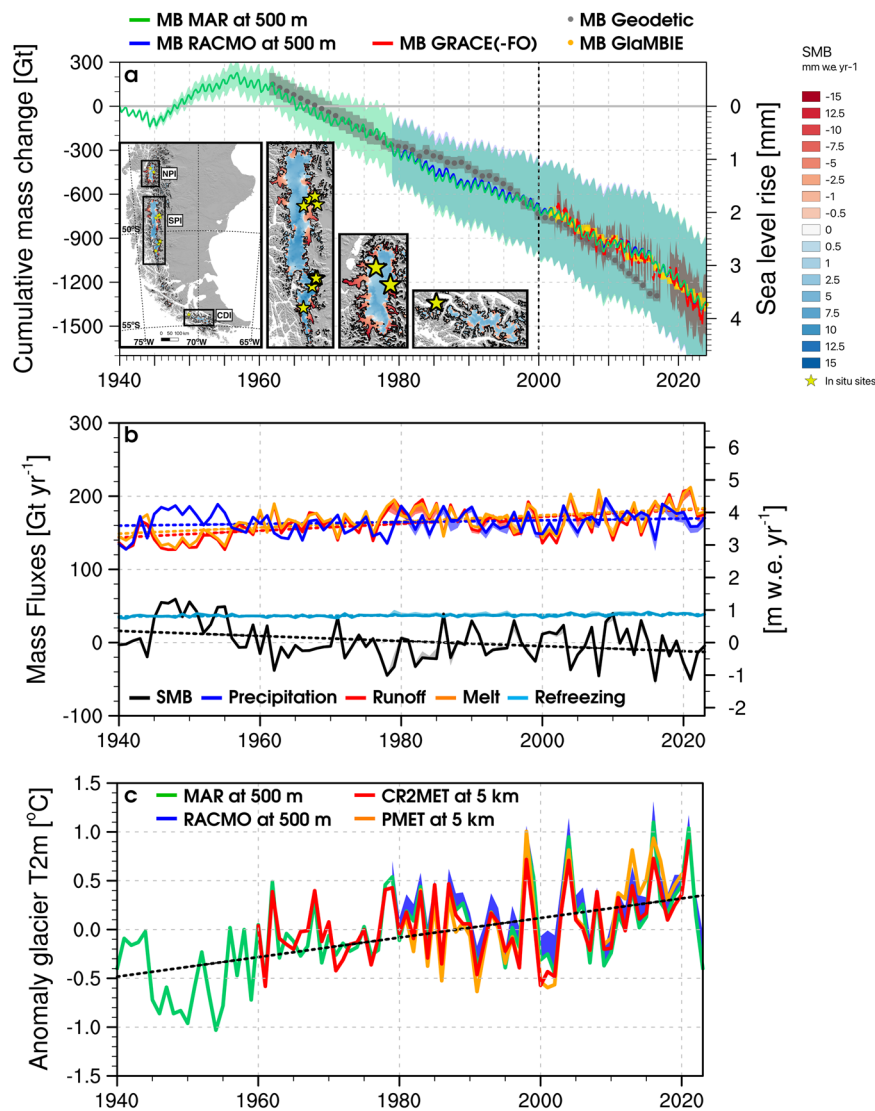 MB MAR at 500 m
MB Geodetic
MB RACMO at 500 m
MB GRACE(-FO)
MB GlaMBIE
a
Cumulative mass change [Gt]
300
0
-300
-600
-900
-1200
-1500
0
1
2
3
4
Sea level rise [mm]
NPI
SPI
CDI
50°S
55°S
75°W
70°W
65°W
0 50 100 km
1940
1960
1980
2000
2020
SMB
mm w.e. yr-1
-15
12.5
-10
-7.5
-5
-2.5
-1
-0.5
0
0.5
1
2.5
5
7.5
10
12.5
15
In situ sites
b
Mass Fluxes [Gt yr-1]
300
200
100
0
-100
6
5
4
3
2
1
0
-1
-2
[m w.e. yr-1]
SMB
Precipitation
Runoff
Melt
Refreezing
1940
1960
1980
2000
2020
c
MAR at 500 m
CR2MET at 5 km
RACMO at 500 m
PMET at 5 km
Anomaly glacier T2m [°C]
1.5
1.0
0.5
0.0
-0.5
-1.0
-1.5
1940
1960
1980
2000
2020